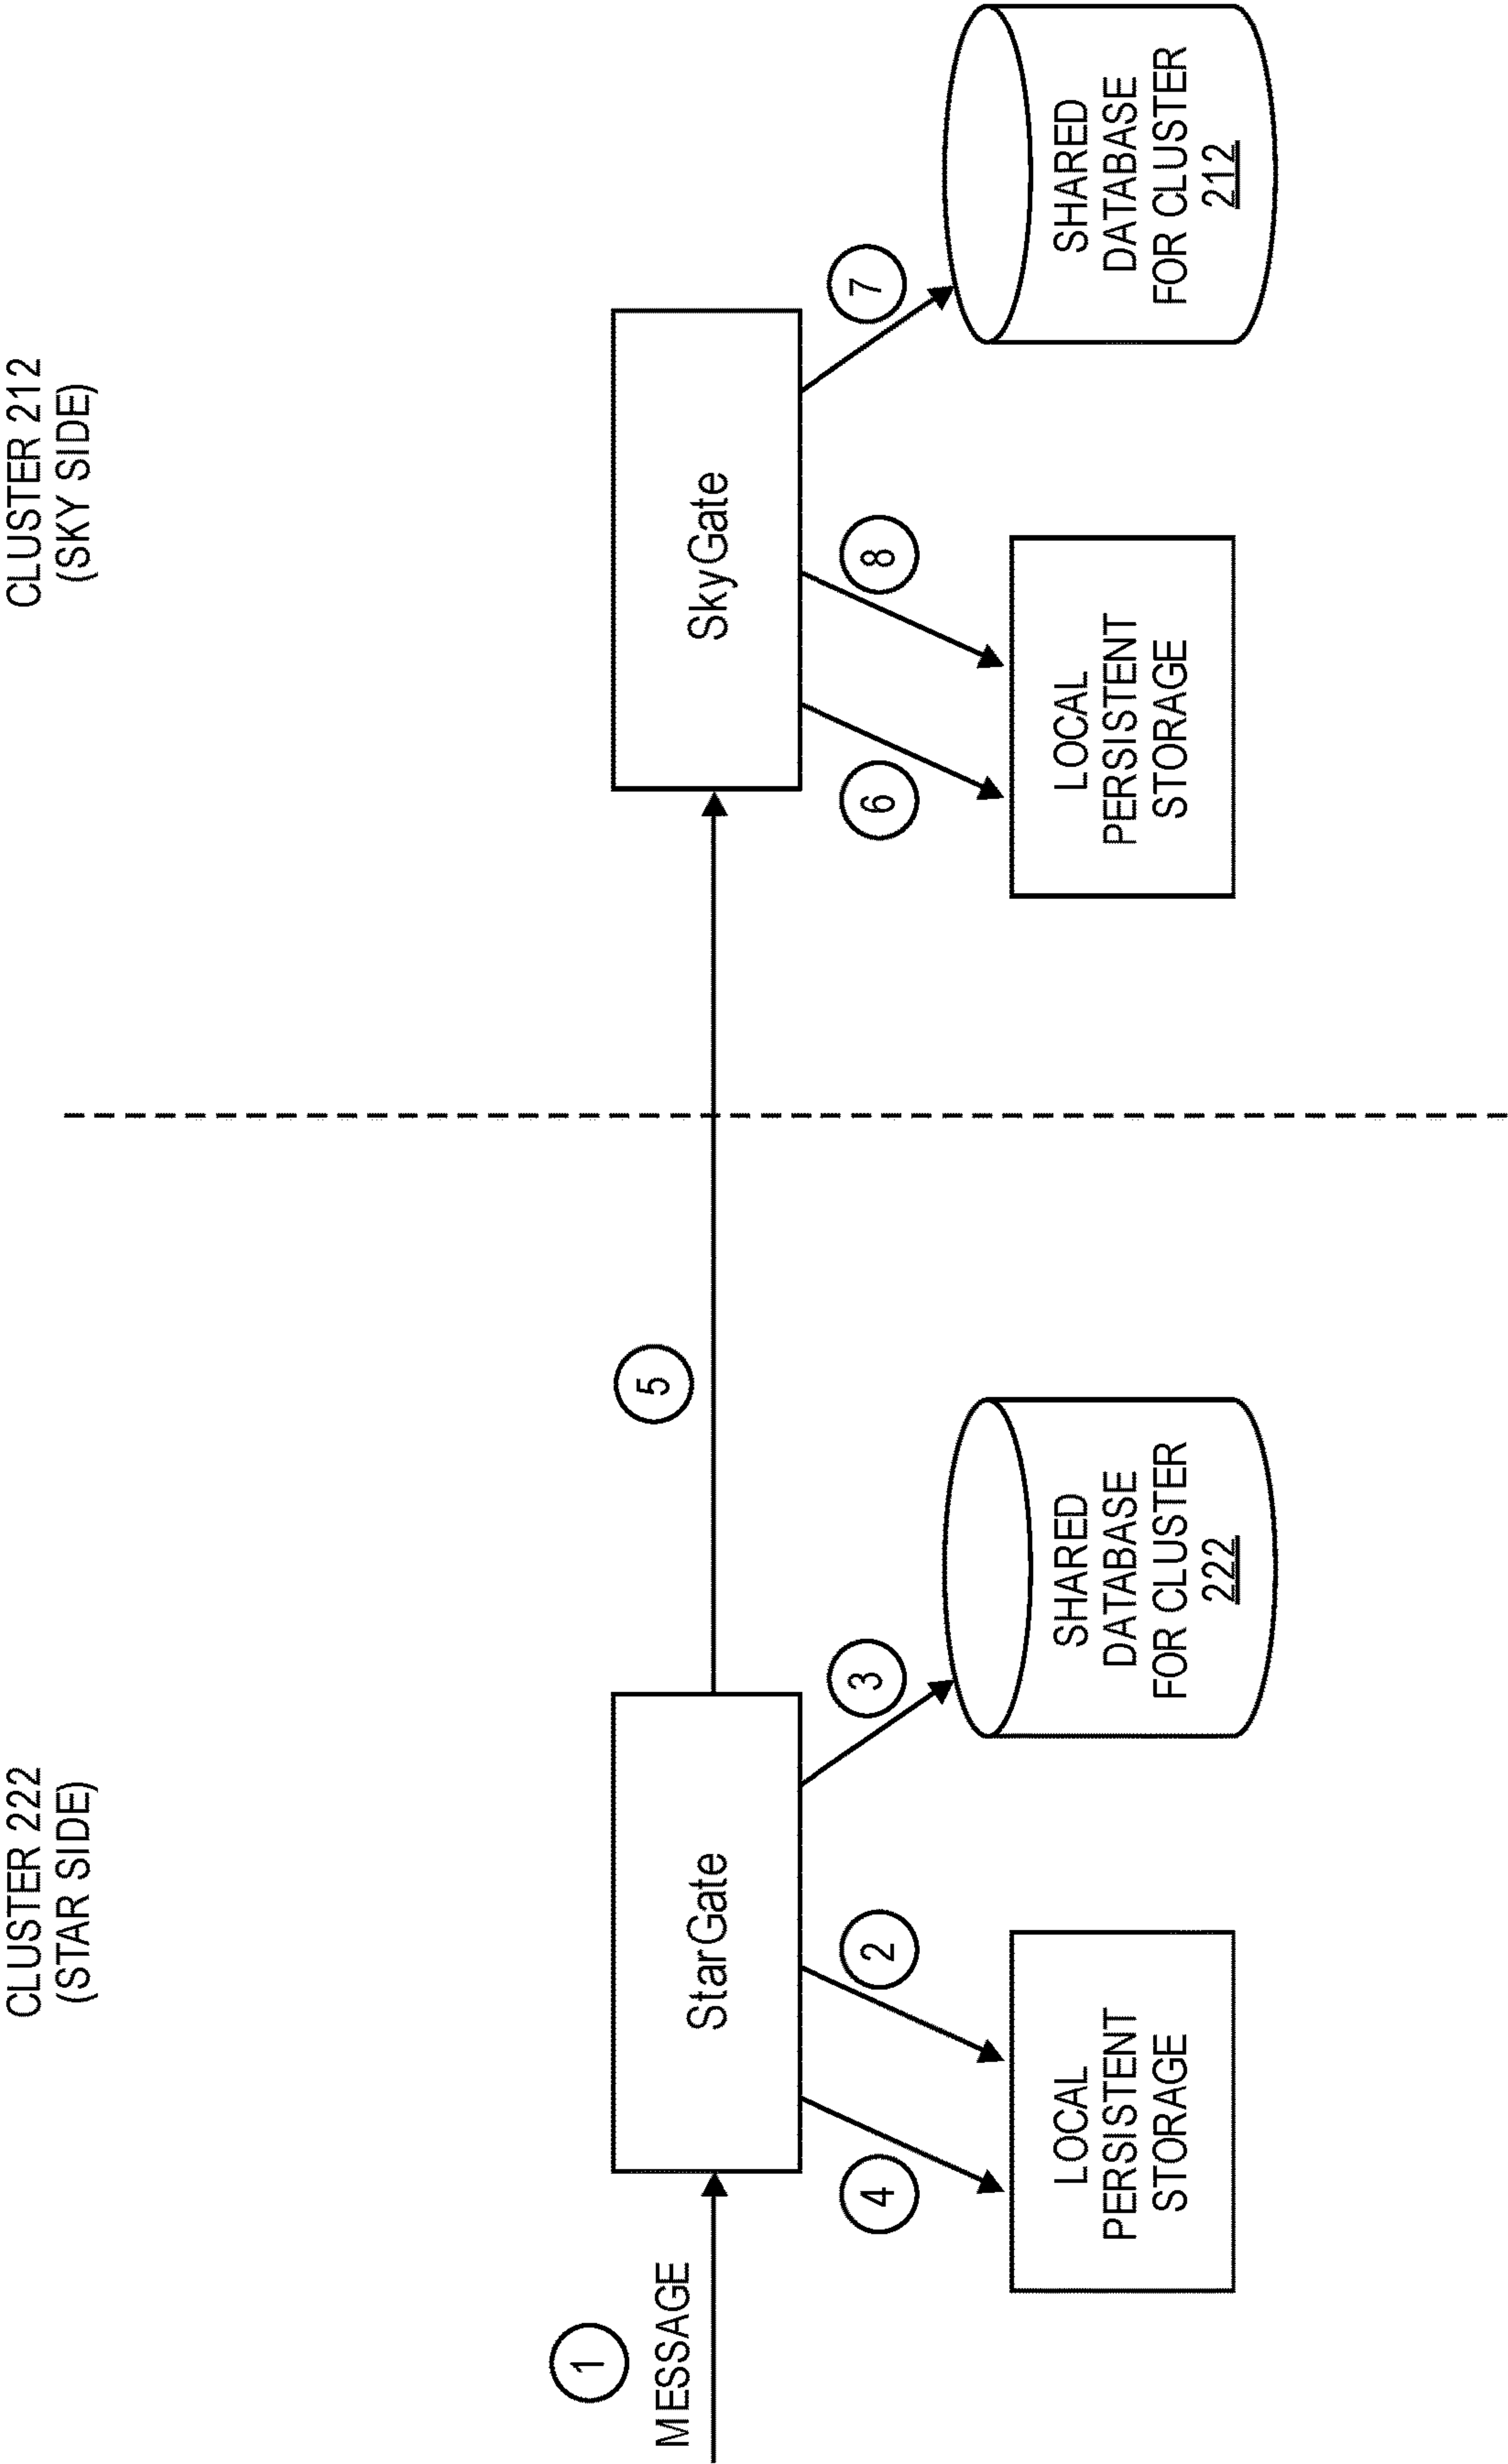 CLUSTER 222
(STAR SIDE)
CLUSTER 212
(SKY SIDE)
1
MESSAGE
StarGate
5
SkyGate
4
2
3
6
8
7
LOCAL
PERSISTENT
STORAGE
SHARED
DATABASE
FOR CLUSTER
222
LOCAL
PERSISTENT
STORAGE
SHARED
DATABASE
FOR CLUSTER
212